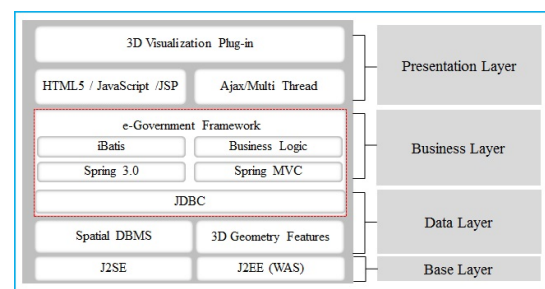 3D Visualization Plug-in
HTML5 / JavaScript /JSP
Ajax/Multi Thread
Presentation Layer
e-Government Framework
iBatis
Business Logic
Spring 3.0
Spring MVC
Business Layer
JDBC
Spatial DBMS
3D Geometry Features
Data Layer
J2SE
J2EE (WAS)
Base Layer